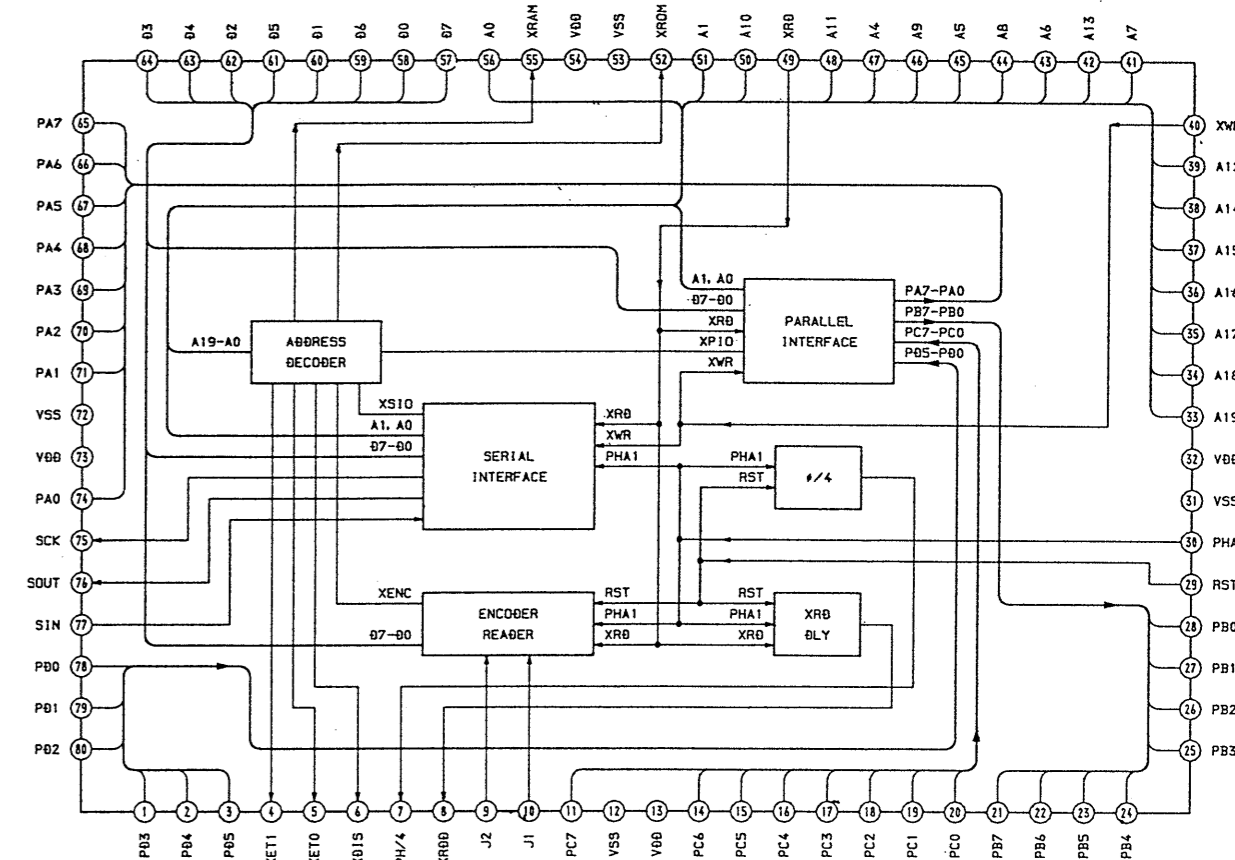 D3 D4 D2 D5 D1 D6 D0 D7 A0 XRAM VDD VSS XROM A1 A10 XRD A11 A4 A9 A5 A8 A6 A13 A7
64 63 62 61 60 59 58 57 56 55 54 53 52 51 50 49 48 47 46 45 44 43 42 41
PA7 65
PA6 66
PA5 67
PA4 68
PA3 69
PA2 70
PA1 71
VSS 72
VDD 73
PA0 74
SCK 75
SOUT 76
SIN 77
PD0 78
PD1 79
PD2 80
40
39
38 A14
37 A15
36 A16
35 A17
34 A18
33 A19
32 VDD
31 VSS
30 PHA
29 RST
28 PB0
27 PB1
26 PB2
25 PB3
A19-A0
ADDRESS
DECODER
A1, A0
D7-D0
XRD
XPIO
XWR
PARALLEL
INTERFACE
PA7-PA0
PB7-PB0
PC7-PC0
PD5-PD0
XSIO
A1, A0
D7-D0
SERIAL
INTERFACE
XRD
XWR
PHA1
PHA1
RST
ø/4
XENC
D7-D0
ENCODER
READER
RST
PHA1
XRD
RST
PHA1
XRD
XRD
DLY
1 2 3 4 5 6 7 8 9 10 11 12 13 14 15 16 17 18 19 20 21 22 23 24
PD3 PD4 PD5 J2 J1 PC7 VSS VDD PC6 PC5 PC4 PC3 PC2 PC1 PC0 PB7 PB6 PB5 PB4